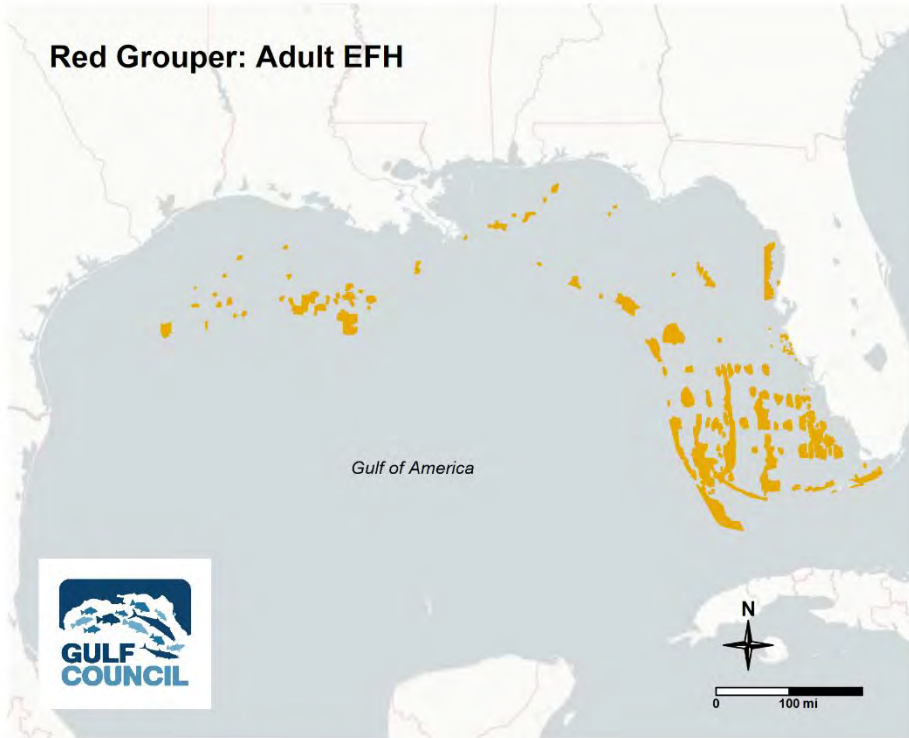 Red Grouper: Adult EFH
Gulf of America
GULF
COUNCIL
N
0 100 mi